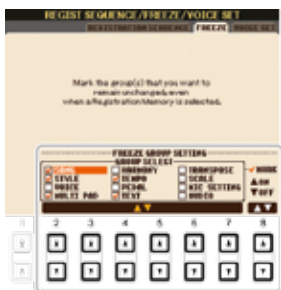 REGIST SEQUENCE/FREEZE/VOICE SET
REGISTRATION SEQUENCE FREEZE VOICE SET
Mark the group(s) that you want to
remain unchanged, even
when a Registration Memory is selected.
FREEZE GROUP SETTING
GROUP SELECT
SONG HARMONY TRANSPOSE MARK
STYLE TEMPO SCALE ▲ON
VOICE PEDAL MIC SETTING ▼OFF
MULTI PAD TEXT VIDEO
2 3 4 5 6 7 8